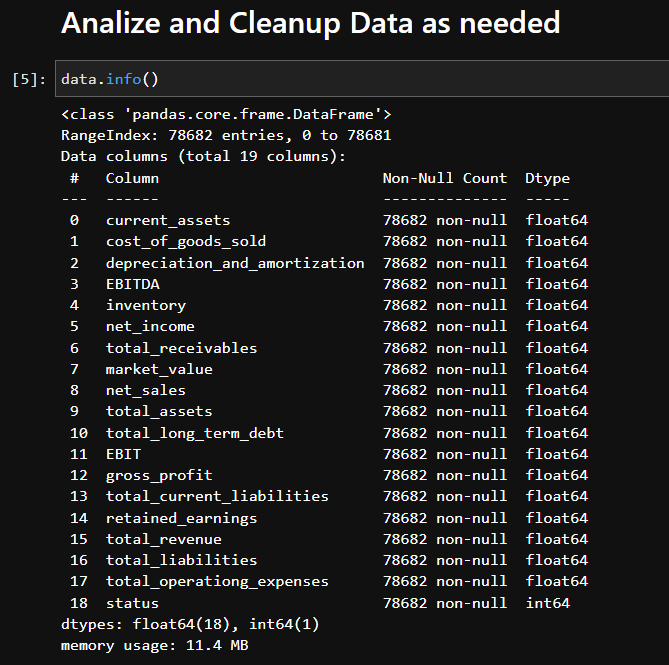 Analize and Cleanup Data as needed
[5]: data.info()
<class 'pandas.core.frame.DataFrame'>
RangeIndex: 78682 entries, 0 to 78681
Data columns (total 19 columns):
 #   Column                         Non-Null Count  Dtype
---  ------                         --------------  -----
 0   current_assets                 78682 non-null  float64
 1   cost_of_goods_sold             78682 non-null  float64
 2   depreciation_and_amortization  78682 non-null  float64
 3   EBITDA                         78682 non-null  float64
 4   inventory                      78682 non-null  float64
 5   net_income                     78682 non-null  float64
 6   total_receivables              78682 non-null  float64
 7   market_value                   78682 non-null  float64
 8   net_sales                      78682 non-null  float64
 9   total_assets                   78682 non-null  float64
 10  total_long_term_debt           78682 non-null  float64
 11  EBIT                           78682 non-null  float64
 12  gross_profit                   78682 non-null  float64
 13  total_current_liabilities      78682 non-null  float64
 14  retained_earnings              78682 non-null  float64
 15  total_revenue                  78682 non-null  float64
 16  total_liabilities              78682 non-null  float64
 17  total_operationg_expenses      78682 non-null  float64
 18  status                         78682 non-null  int64
dtypes: float64(18), int64(1)
memory usage: 11.4 MB